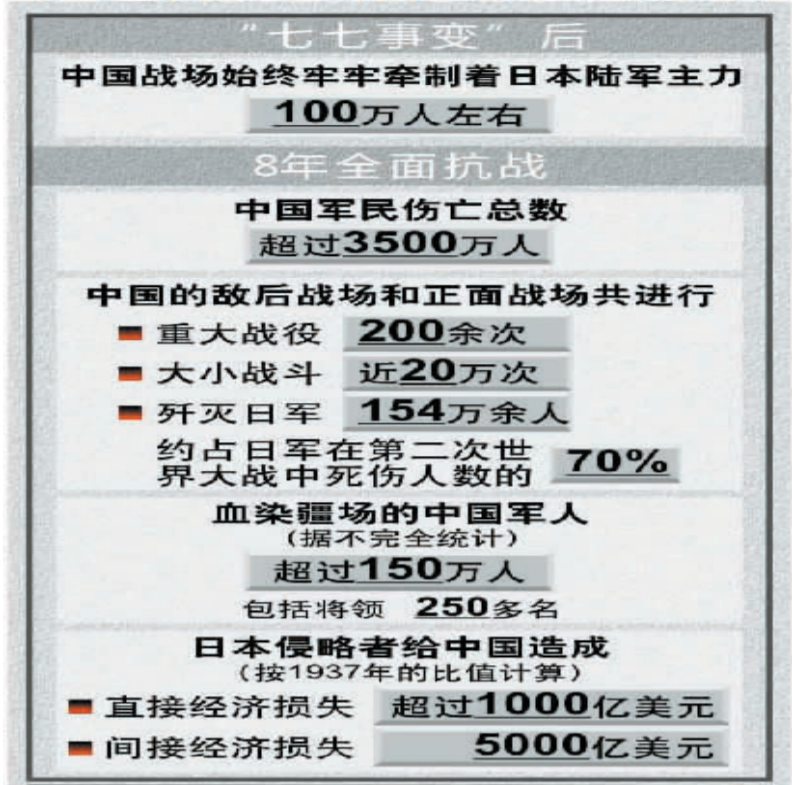 “七七事变”后
中国战场始终牢牢牵制着日本陆军主力
100万人左右
8年全面抗战
中国军民伤亡总数
超过3500万人
中国的敌后战场和正面战场共进行
重大战役 200余次
大小战斗 近20万次
歼灭日军 154万余人
约占日军在第二次世
界大战中死伤人数的 70%
血染疆场的中国军人
(据不完全统计)
超过150万人
包括将领 250多名
日本侵略者给中国造成
(按1937年的比值计算)
直接经济损失 超过1000亿美元
间接经济损失 5000亿美元